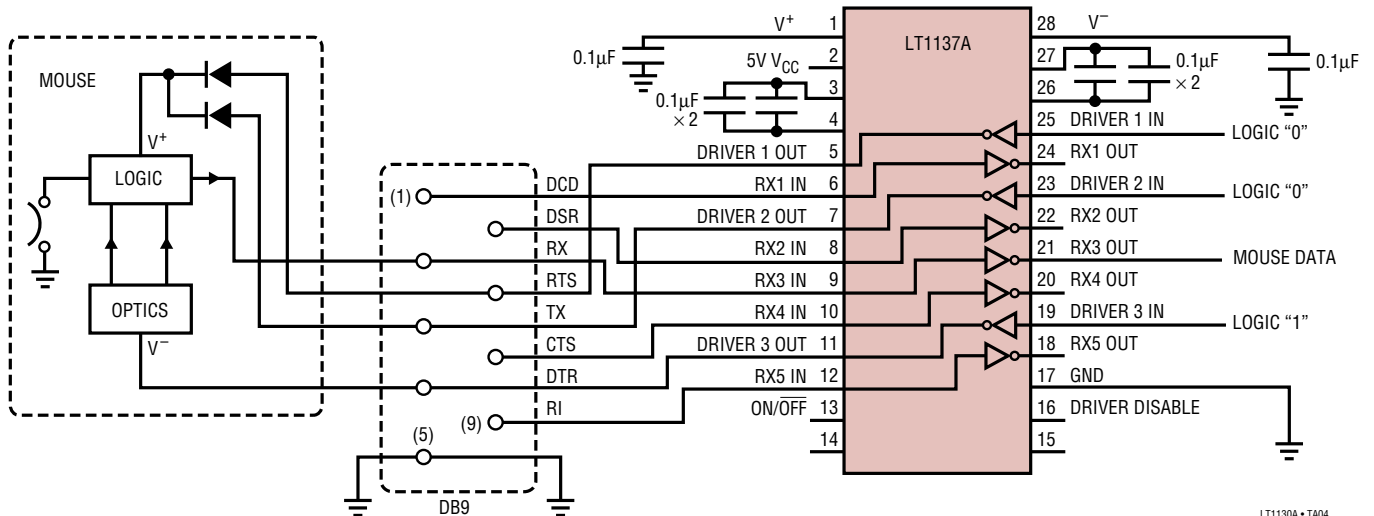 MOUSE
V+
LOGIC
OPTICS
V−
(1)
DCD
DSR
RX
RTS
TX
CTS
DTR
RI
(9)
(5)
DB9
LT1137A
0.1µF
V+
1
5V VCC
2
0.1µF
× 2
3
4
DRIVER 1 OUT
5
RX1 IN
6
DRIVER 2 OUT
7
RX2 IN
8
RX3 IN
9
RX4 IN
10
DRIVER 3 OUT
11
RX5 IN
12
ON/OFF
13
14
28
V−
0.1µF
27
0.1µF
× 2
26
25
DRIVER 1 IN
LOGIC “0”
24
RX1 OUT
23
DRIVER 2 IN
LOGIC “0”
22
RX2 OUT
21
RX3 OUT
MOUSE DATA
20
RX4 OUT
19
DRIVER 3 IN
LOGIC “1”
18
RX5 OUT
17
GND
16
DRIVER DISABLE
15
LT1130A • TA04